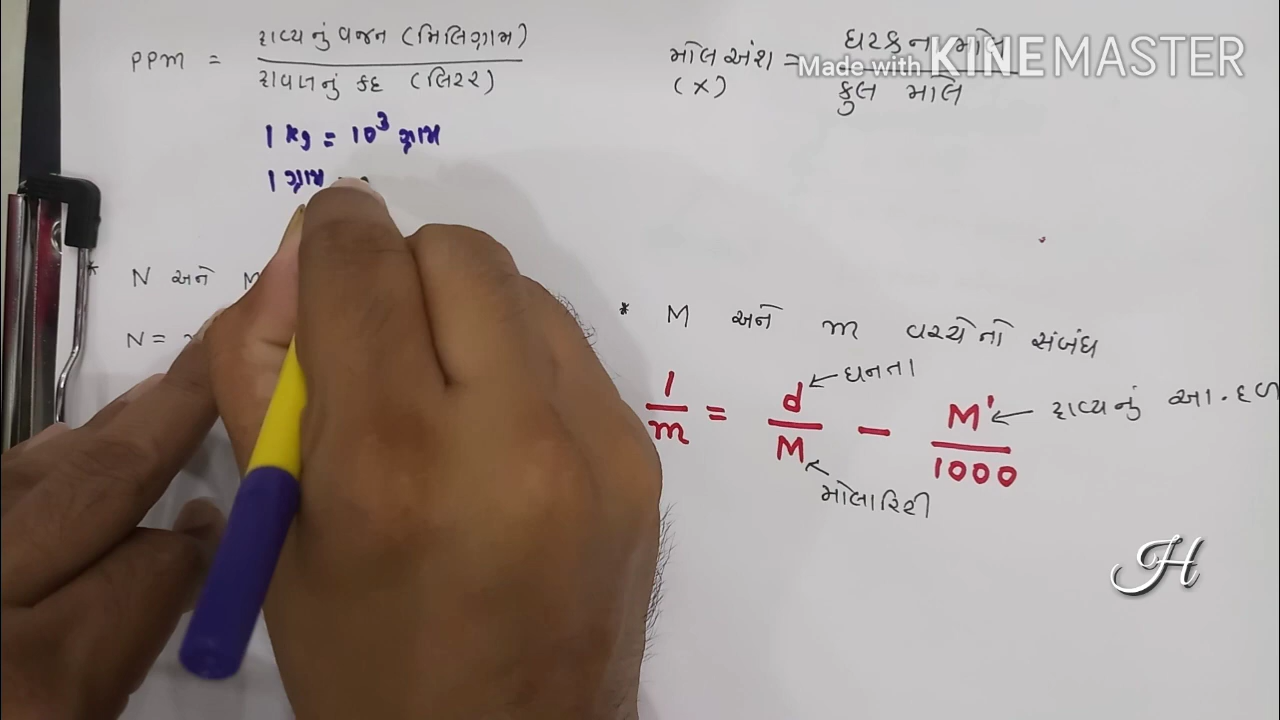 PPM = દ્રાવ્યનું વજન (મિલિગ્રામ)
દ્રાવણનું કદ (લિટર)
1 kg = 10³ ગ્રામ
1 ગ્રામ
મોલ અંશ = ઘટકના મોલ
(x) કુલ મોલ
Made with KINEMASTER
* N અને M
N =
* M અને m વચ્ચેનો સંબંધ
1/m = d/M - M'/1000
ઘનતા
દ્રાવ્યનું આ.દળ
મોલારિટી
H